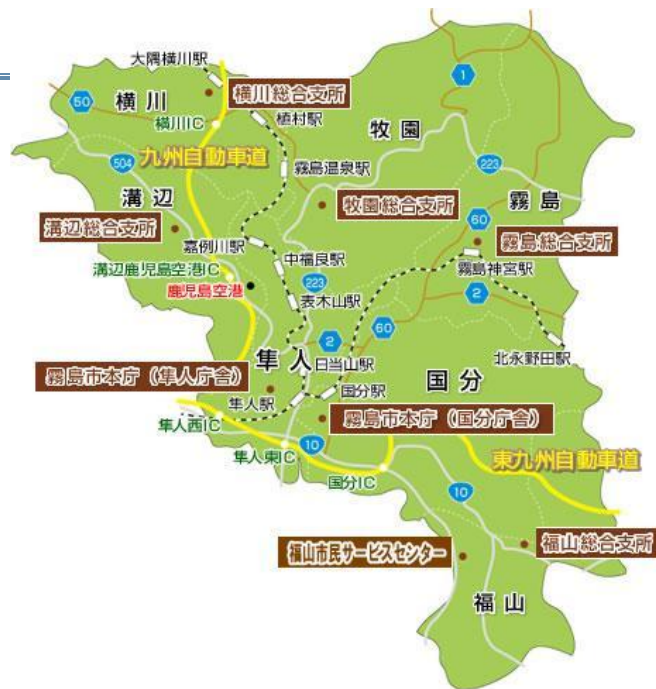 大隅横川駅
1
横川総合支所
50
横川
植村駅
牧園
横川IC
九州自動車道
504
霧島温泉駅
223
溝辺
牧園総合支所
霧島
60
溝辺総合支所
霧島総合支所
嘉例川駅
中福良駅
溝辺鹿児島空港IC
霧島神宮駅
223
鹿児島空港
表木山駅
2
60
2
隼人
日当山駅
北永野田駅
霧島市本庁（隼人庁舎）
国分
国分駅
隼人駅
霧島市本庁（国分庁舎）
隼人西IC
10
隼人東IC
東九州自動車道
国分IC
10
福山市民サービスセンター
福山総合支所
福山